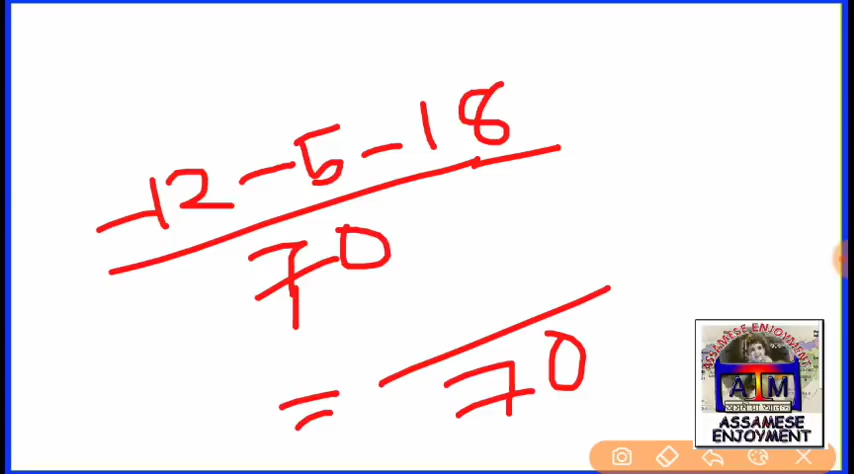 -12-5-18
70
=
70
ASSAMESE ENJOYMENT
ATM
ASSAMESE
ENJOYMENT